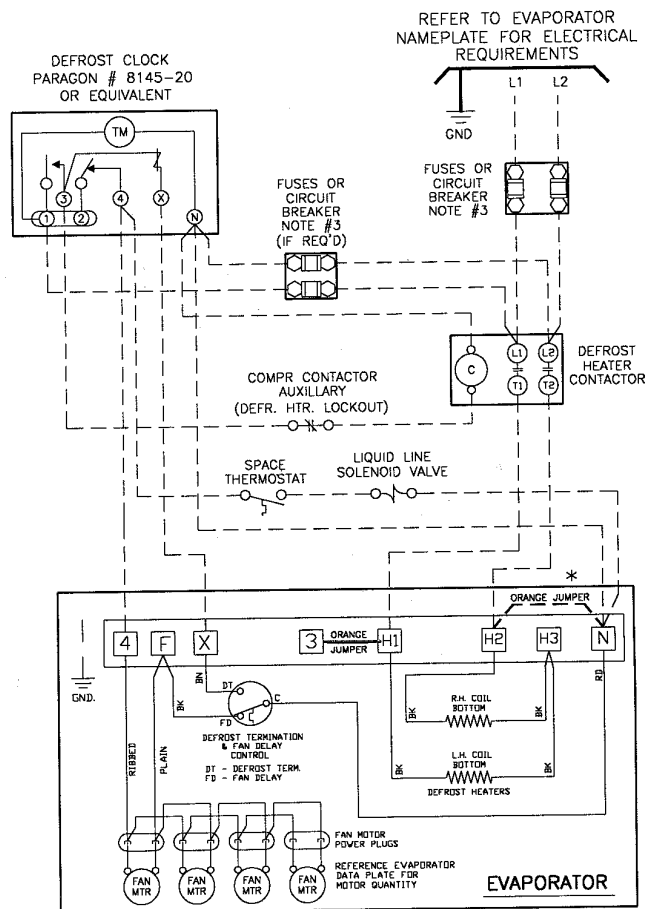 REFER TO EVAPORATOR
NAMEPLATE FOR ELECTRICAL
REQUIREMENTS
L1 L2
GND
DEFROST CLOCK
PARAGON # 8145-20
OR EQUIVALENT
TM
3
4
X
1
2
N
FUSES OR
CIRCUIT
BREAKER
NOTE #3
(IF REQ'D)
FUSES OR
CIRCUIT
BREAKER
NOTE #3
C
L1
L2
T1
T2
DEFROST
HEATER
CONTACTOR
COMPR CONTACTOR
AUXILLARY
(DEFR. HTR. LOCKOUT)
SPACE
THERMOSTAT
LIQUID LINE
SOLENOID VALVE
*
ORANGE JUMPER
4
F
X
3
ORANGE
JUMPER
H1
H2
H3
N
GND.
BN
BK
RD
DT
C
FD
DEFROST TERMINATION
& FAN DELAY
CONTROL
DT - DEFROST TERM.
FD - FAN DELAY
RIBBED
PLAIN
R.H. COIL
BOTTOM
BK
BK
L.H. COIL
BOTTOM
BK
BK
DEFROST HEATERS
FAN MOTOR
POWER PLUGS
REFERENCE EVAPORATOR
DATA PLATE FOR
MOTOR QUANTITY
FAN
MTR
FAN
MTR
FAN
MTR
FAN
MTR
EVAPORATOR